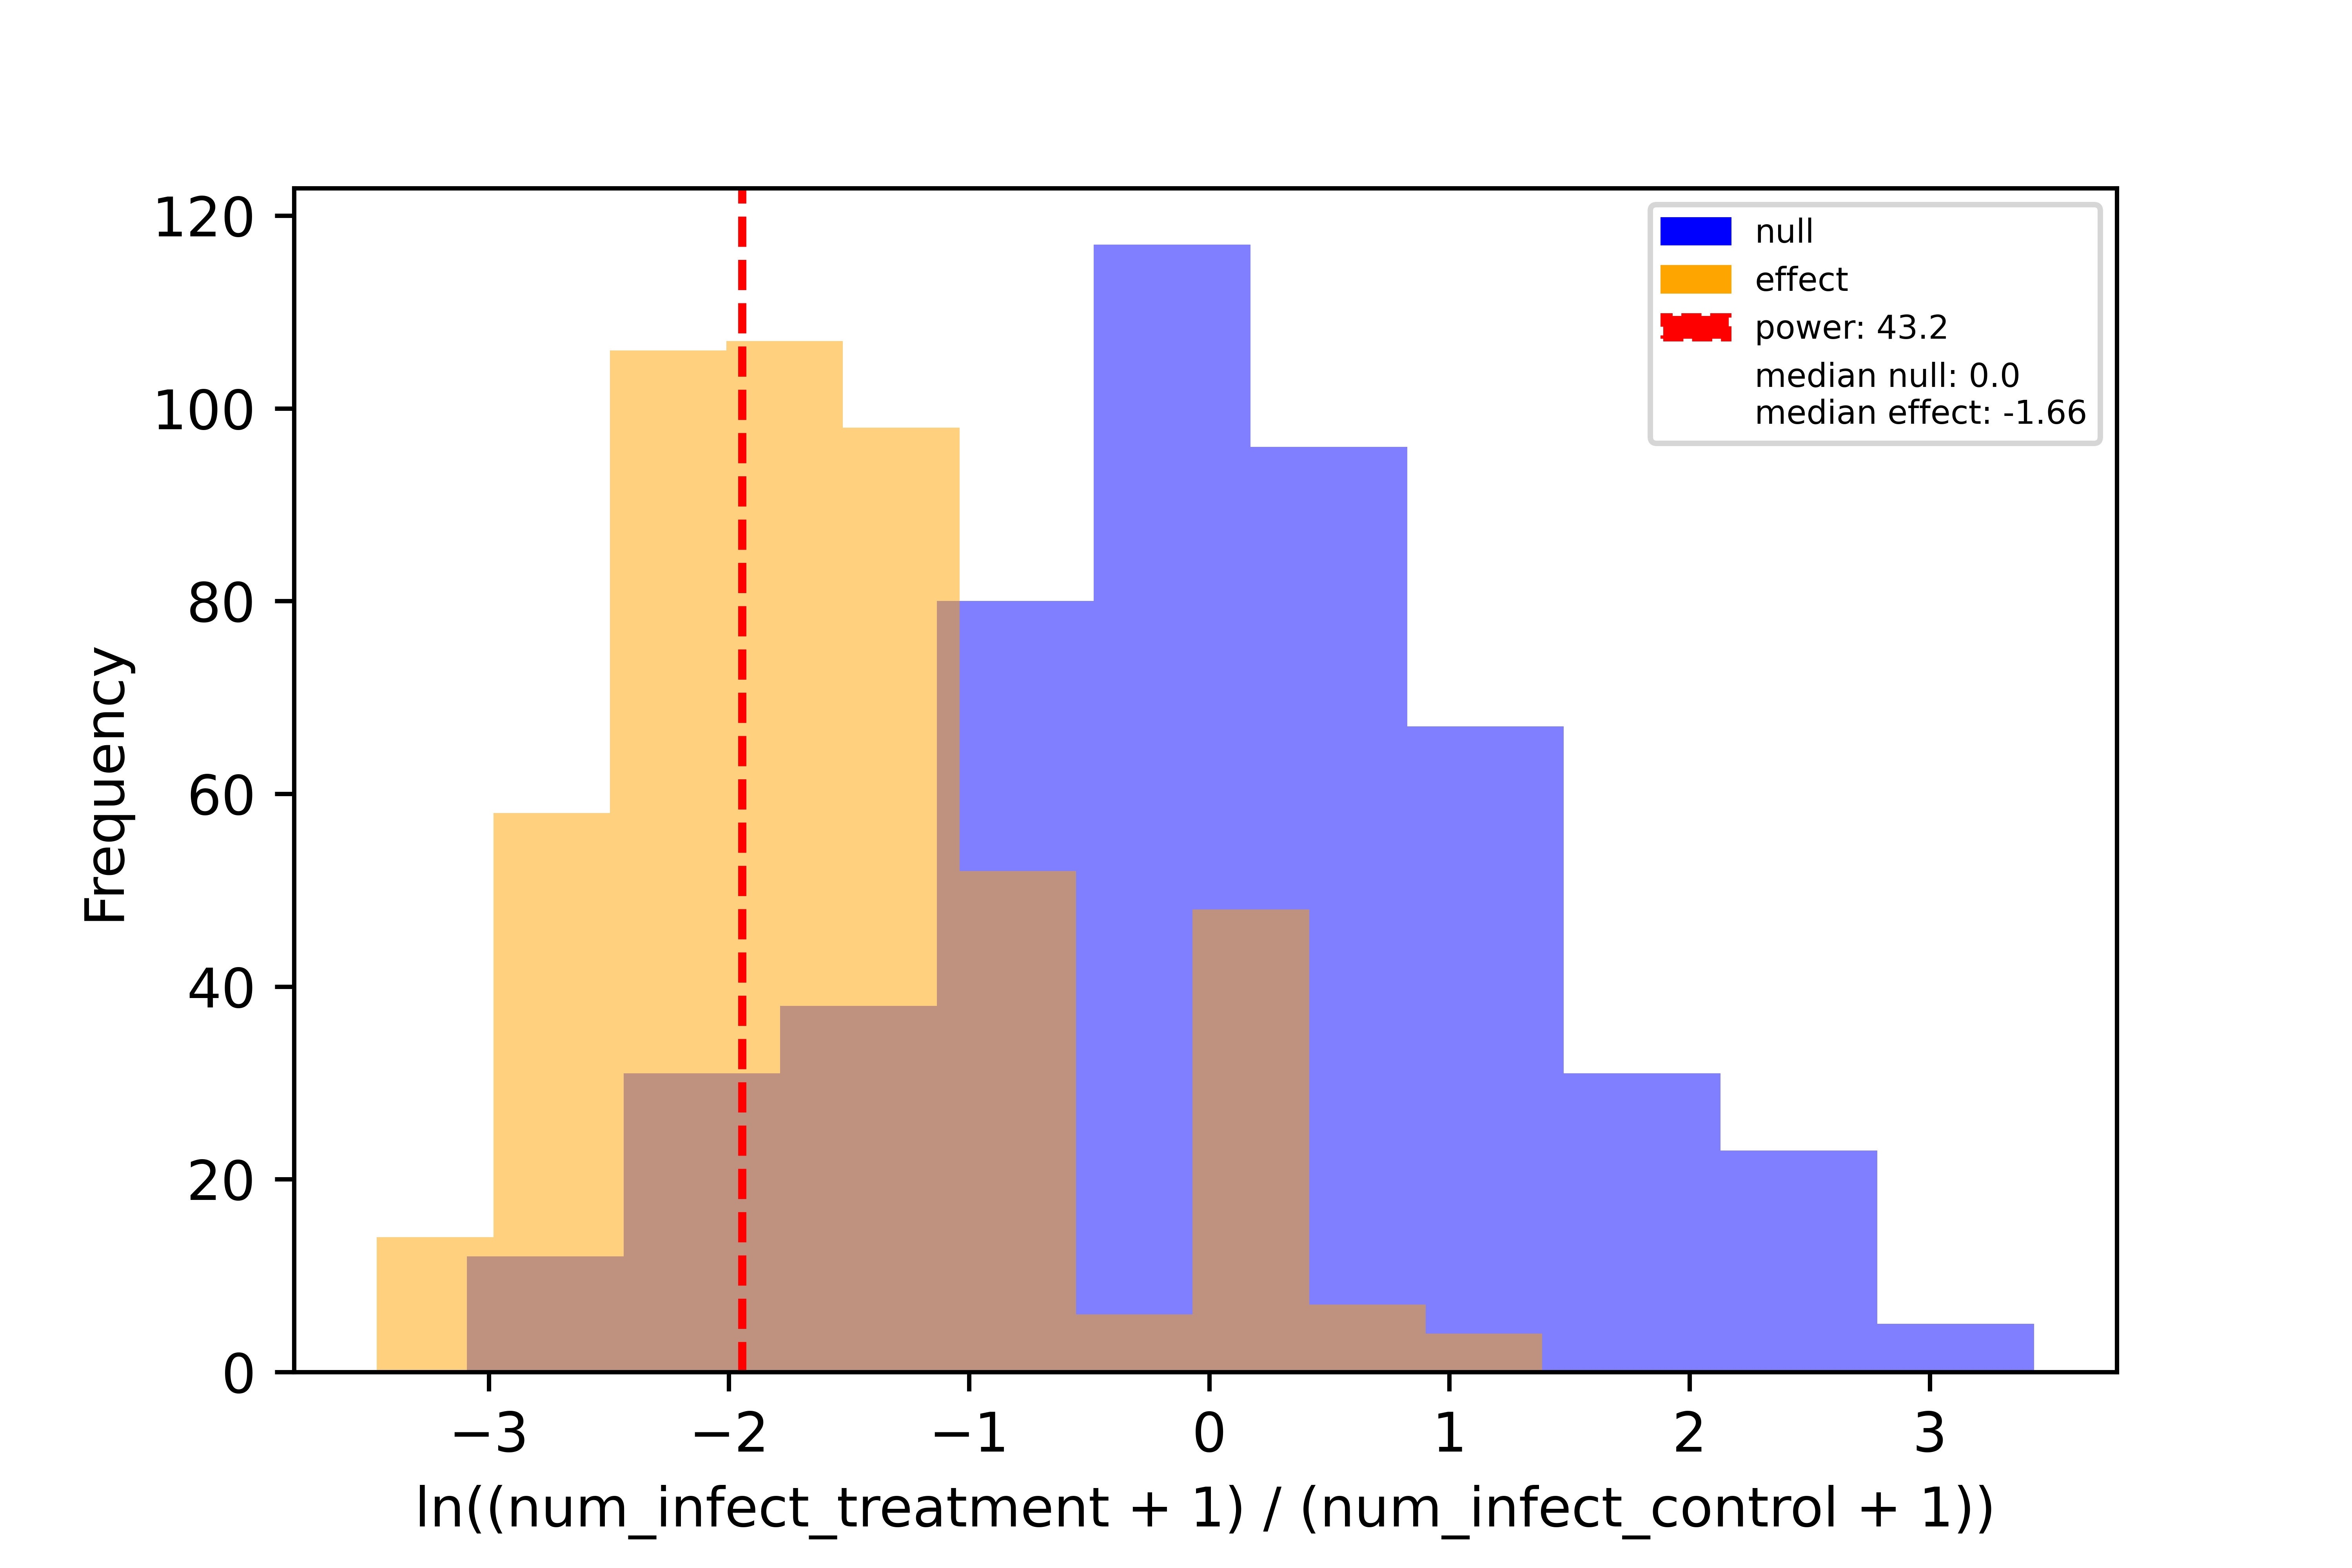 120
100
80
60
40
20
0
Frequency
null
effect
power: 43.2
median null: 0.0
median effect: -1.66
−3 −2 −1 0 1 2 3
ln((num_infect_treatment + 1) / (num_infect_control + 1))